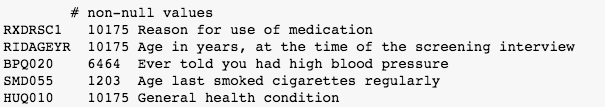 # non-null values
RXDRSC1 10175 Reason for use of medication
RIDAGEYR 10175 Age in years, at the time of the screening interview
BPQ020 6464 Ever told you had high blood pressure
SMD055 1203 Age last smoked cigarettes regularly
HUQ010 10175 General health condition